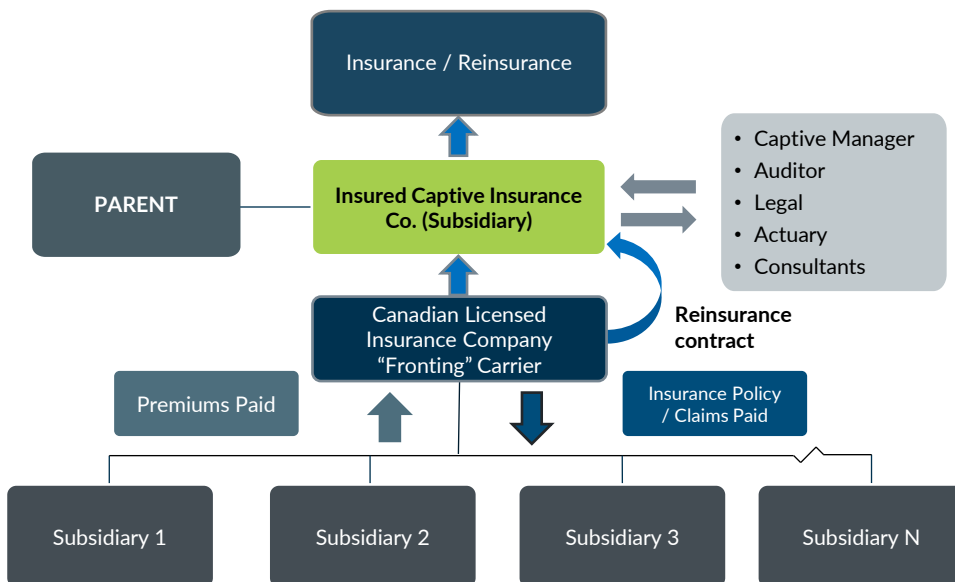 Insurance / Reinsurance
PARENT
Insured Captive Insurance
Co. (Subsidiary)
• Captive Manager
• Auditor
• Legal
• Actuary
• Consultants
Canadian Licensed
Insurance Company
“Fronting” Carrier
Reinsurance
contract
Premiums Paid
Insurance Policy
/ Claims Paid
Subsidiary 1
Subsidiary 2
Subsidiary 3
Subsidiary N